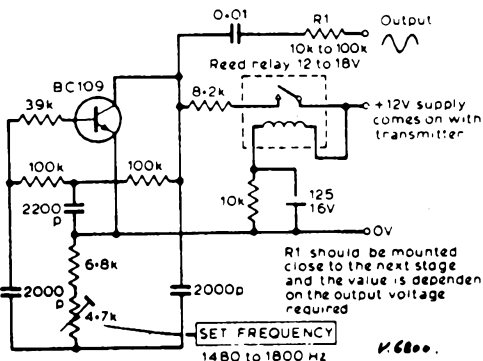 0·01
R1
Output
10k to 100k
Reed relay 12 to 18V
BC109
39k
8·2k
+12V supply
comes on with
transmitter
100k
100k
10k
125
16V
2200
p
0V
6·8k
R1 should be mounted
close to the next stage
and the value is dependen
on the output voltage
required
2000
p
4·7k
2000p
SET FREQUENCY
1480 to 1800 Hz